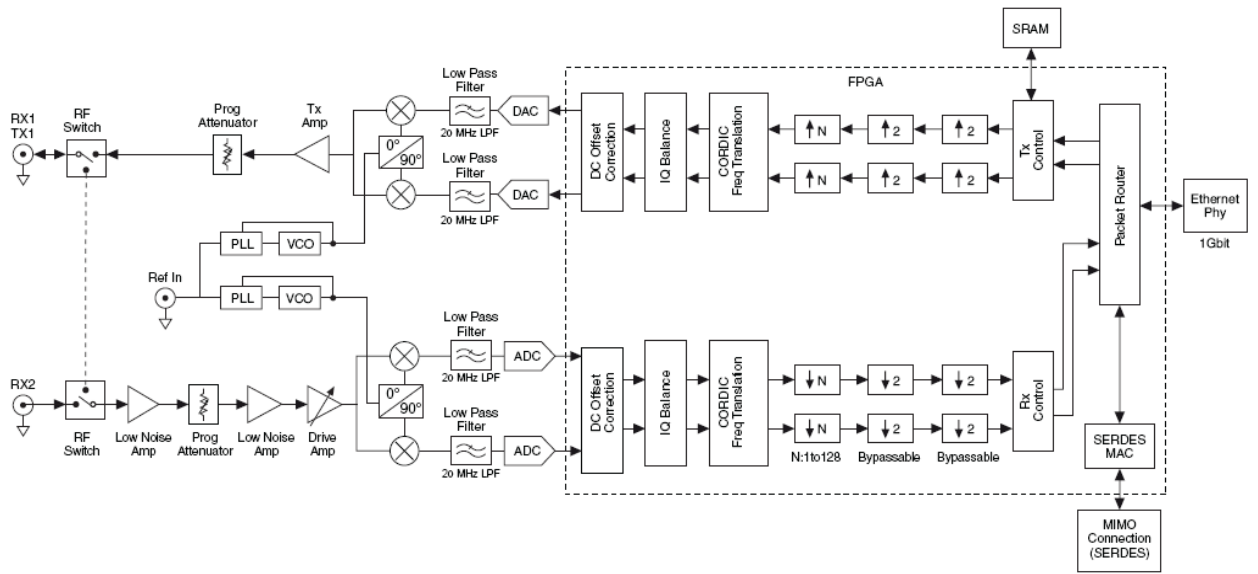 SRAM
FPGA
RX1
TX1
RF
Switch
Prog
Attenuator
Tx
Amp
Low Pass
Filter
20 MHz LPF
DAC
0°
90°
Low Pass
Filter
20 MHz LPF
DAC
DC Offset
Correction
IQ Balance
CORDIC
Freq Translation
↑N
↑2
↑2
↑N
↑2
↑2
Tx
Control
Packet Router
Ethernet
Phy
1Gbit
PLL
VCO
Ref In
PLL
VCO
RX2
RF
Switch
Low Noise
Amp
Prog
Attenuator
Low Noise
Amp
Drive
Amp
0°
90°
Low Pass
Filter
20 MHz LPF
ADC
Low Pass
Filter
20 MHz LPF
ADC
DC Offset
Correction
IQ Balance
CORDIC
Freq Translation
↓N
↓2
↓2
↓N
↓2
↓2
N:1to128
Bypassable
Bypassable
Rx
Control
SERDES
MAC
MIMO
Connection
(SERDES)